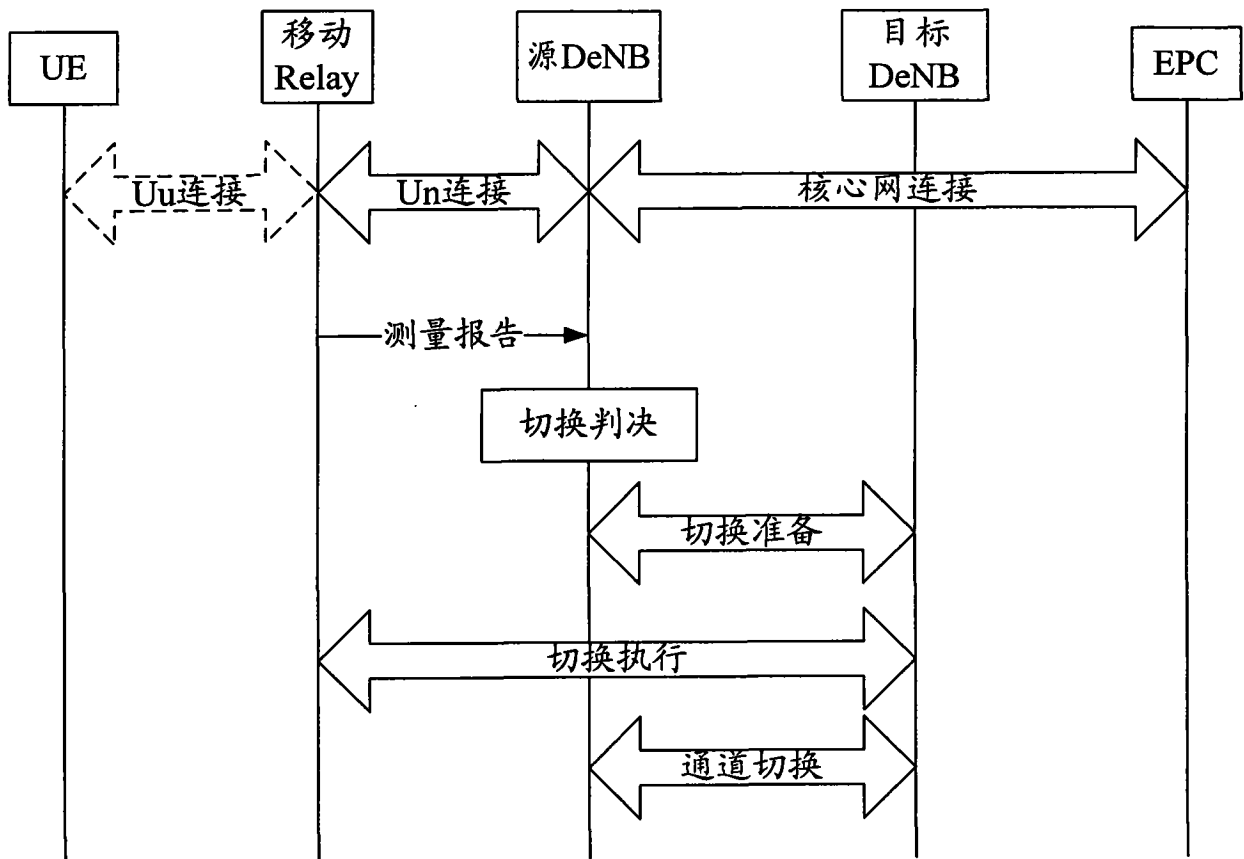 UE
移动
Relay
源DeNB
目标
DeNB
EPC
Uu连接
Un连接
核心网连接
测量报告
切换判决
切换准备
切换执行
通道切换